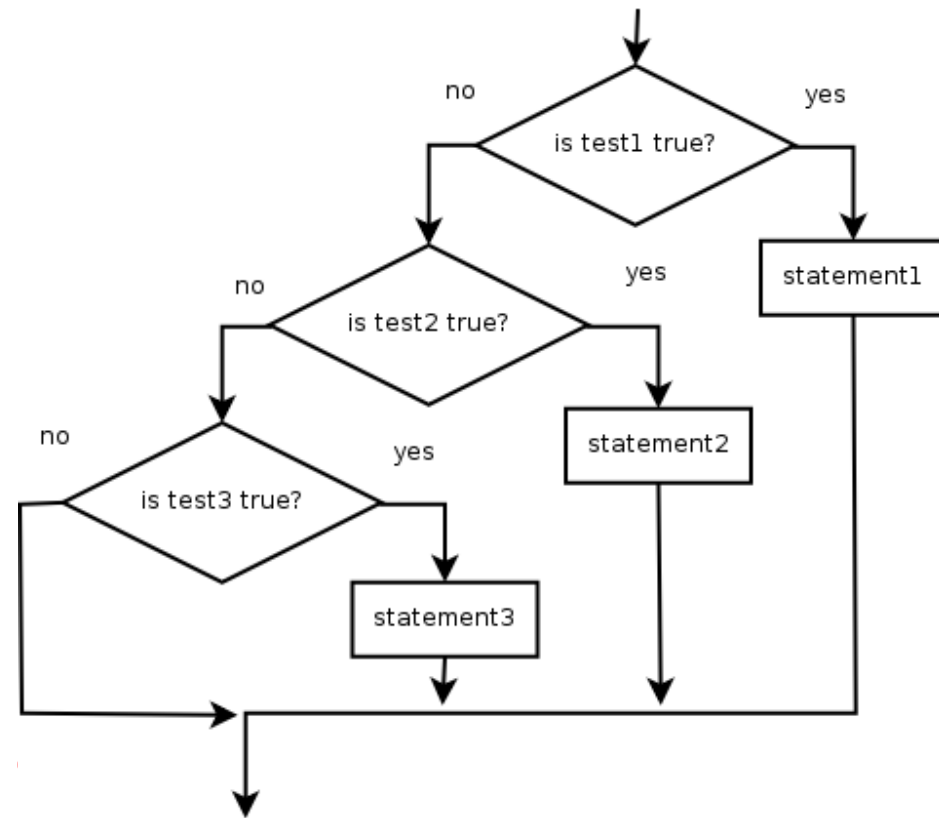 no
yes
is test1 true?
no
yes
statement1
is test2 true?
no
yes
statement2
is test3 true?
statement3